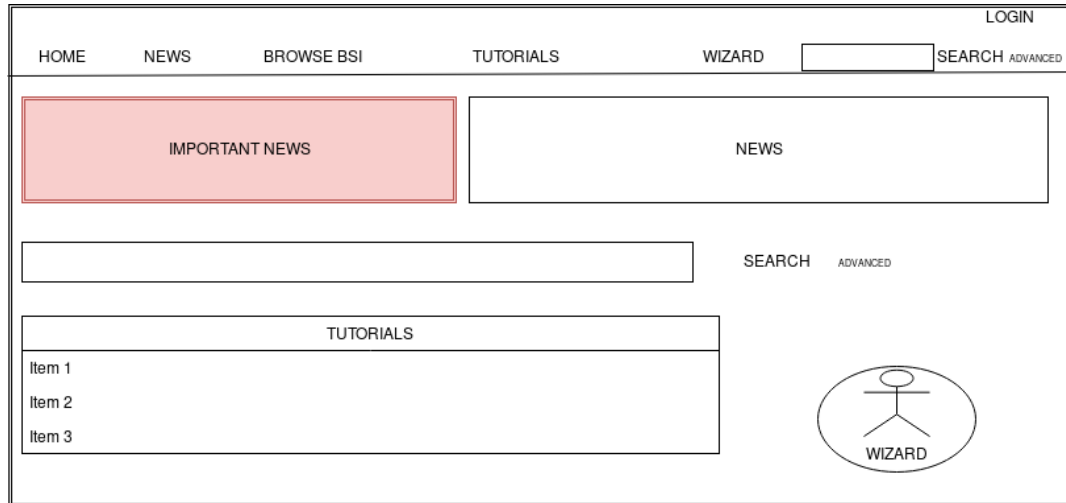 LOGIN
HOME NEWS BROWSE BSI TUTORIALS WIZARD SEARCH ADVANCED
IMPORTANT NEWS NEWS
SEARCH ADVANCED
TUTORIALS
Item 1
Item 2
Item 3
WIZARD